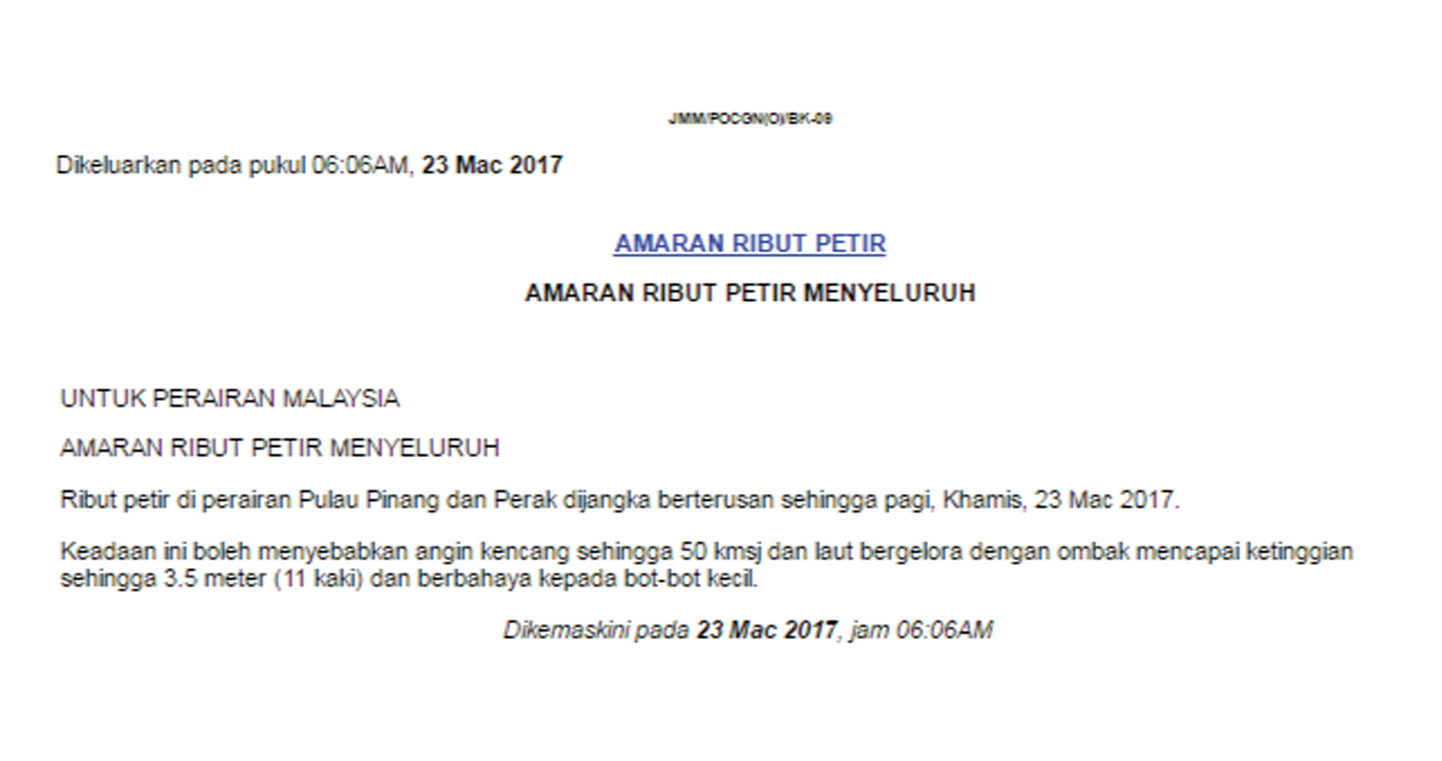 JMM/POCGN(O)/BK-09
Dikeluarkan pada pukul 06:06AM, 23 Mac 2017
AMARAN RIBUT PETIR
AMARAN RIBUT PETIR MENYELURUH
UNTUK PERAIRAN MALAYSIA
AMARAN RIBUT PETIR MENYELURUH
Ribut petir di perairan Pulau Pinang dan Perak dijangka berterusan sehingga pagi, Khamis, 23 Mac 2017.
Keadaan ini boleh menyebabkan angin kencang sehingga 50 kmsj dan laut bergelora dengan ombak mencapai ketinggian
sehingga 3.5 meter (11 kaki) dan berbahaya kepada bot-bot kecil.
Dikemaskini pada 23 Mac 2017, jam 06:06AM